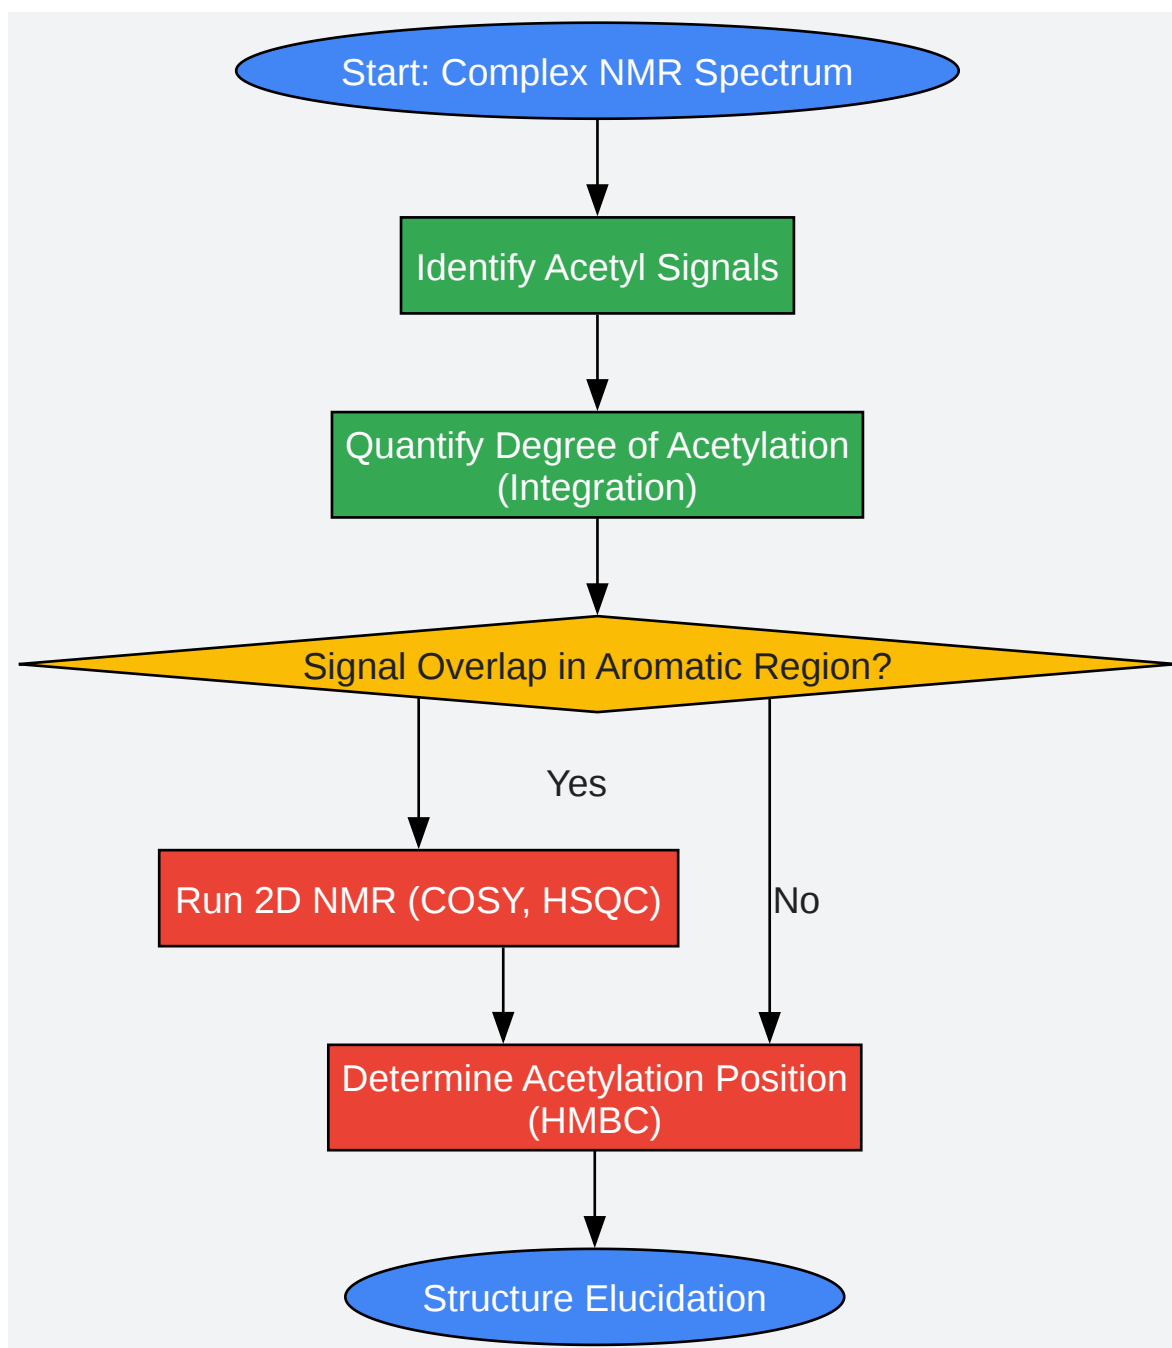 Start: Complex NMR Spectrum
Identify Acetyl Signals
Quantify Degree of Acetylation
(Integration)
Signal Overlap in Aromatic Region?
Yes
Run 2D NMR (COSY, HSQC)
No
Determine Acetylation Position
(HMBC)
Structure Elucidation